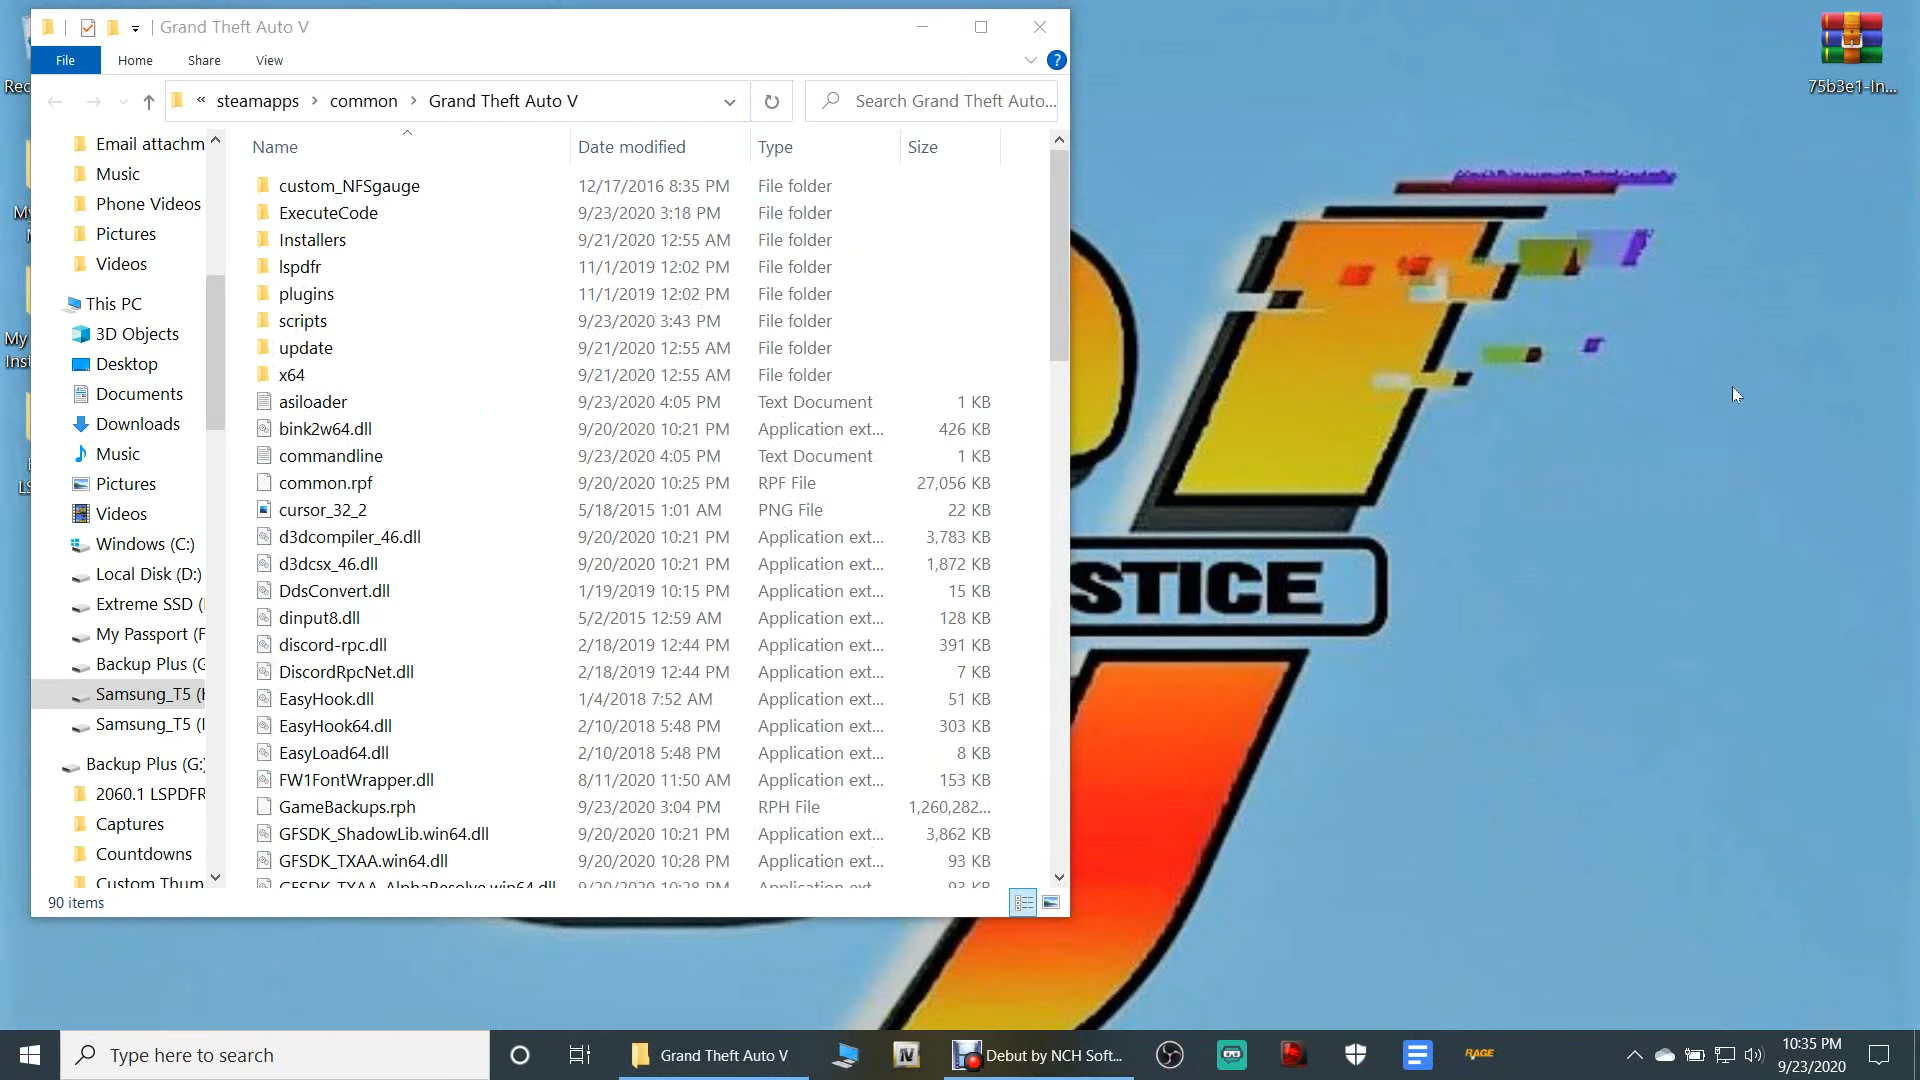 Grand Theft Auto V
File
Home
Share
View
?
« steamapps > common > Grand Theft Auto V
Search Grand Theft Auto...
Email attachm
Music
Phone Videos
Pictures
Videos
This PC
3D Objects
Desktop
Documents
Downloads
Music
Pictures
Videos
Windows (C:)
Local Disk (D:)
Extreme SSD (
My Passport (F
Backup Plus (G
Samsung_T5 (
Samsung_T5 (
Backup Plus (G:)
2060.1 LSPDFR
Captures
Countdowns
Custom Thum
Name Date modified Type Size
custom_NFSgauge 12/17/2016 8:35 PM File folder
ExecuteCode 9/23/2020 3:18 PM File folder
Installers 9/21/2020 12:55 AM File folder
lspdfr 11/1/2019 12:02 PM File folder
plugins 11/1/2019 12:02 PM File folder
scripts 9/23/2020 3:43 PM File folder
update 9/21/2020 12:55 AM File folder
x64 9/21/2020 12:55 AM File folder
asiloader 9/23/2020 4:05 PM Text Document 1 KB
bink2w64.dll 9/20/2020 10:21 PM Application ext... 426 KB
commandline 9/23/2020 4:05 PM Text Document 1 KB
common.rpf 9/20/2020 10:25 PM RPF File 27,056 KB
cursor_32_2 5/18/2015 1:01 AM PNG File 22 KB
d3dcompiler_46.dll 9/20/2020 10:21 PM Application ext... 3,783 KB
d3dcsx_46.dll 9/20/2020 10:21 PM Application ext... 1,872 KB
DdsConvert.dll 1/19/2019 10:15 PM Application ext... 15 KB
dinput8.dll 5/2/2015 12:59 AM Application ext... 128 KB
discord-rpc.dll 2/18/2019 12:44 PM Application ext... 391 KB
DiscordRpcNet.dll 2/18/2019 12:44 PM Application ext... 7 KB
EasyHook.dll 1/4/2018 7:52 AM Application ext... 51 KB
EasyHook64.dll 2/10/2018 5:48 PM Application ext... 303 KB
EasyLoad64.dll 2/10/2018 5:48 PM Application ext... 8 KB
FW1FontWrapper.dll 8/11/2020 11:50 AM Application ext... 153 KB
GameBackups.rph 9/23/2020 3:04 PM RPH File 1,260,282...
GFSDK_ShadowLib.win64.dll 9/20/2020 10:21 PM Application ext... 3,862 KB
GFSDK_TXAA.win64.dll 9/20/2020 10:28 PM Application ext... 93 KB
GFSDK_TXAA_AlphaResolve.win64.dll 9/20/2020 10:28 PM Application ext... 93 KB
90 items
75b3e1-In...
STICE
Type here to search
Grand Theft Auto V
IV
Debut by NCH Soft...
RAGE
10:35 PM
9/23/2020